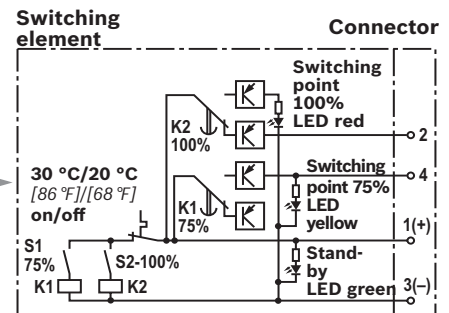 Switching
element
Connector
Switching
point
100%
LED red
K2
100%
2
30 °C/20 °C
[86 °F]/[68 °F]
on/off
Switching
point 75%
LED
yellow
4
K1
75%
1(+)
S1
75%
S2-100%
Stand-
by
LED green
3(–)
K1
K2